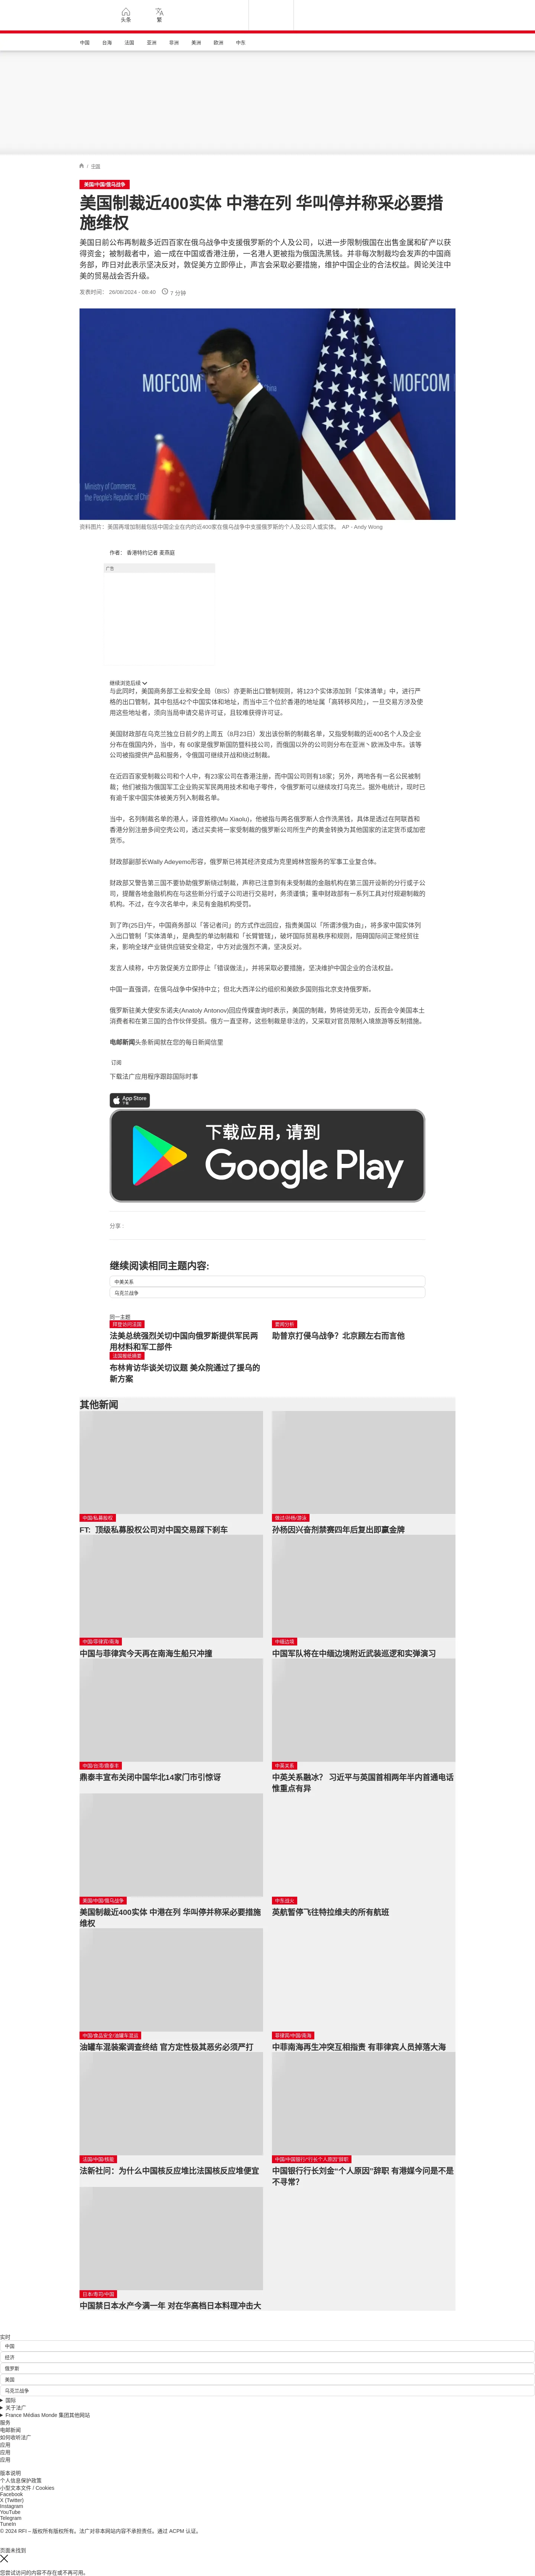 头条
繁
中国
台海
法国
亚洲
非洲
美洲
欧洲
中东
/ 中国
美国/中国/俄乌战争
美国制裁近400实体 中港在列 华叫停并称采必要措
施维权
美国日前公布再制裁多近四百家在俄乌战争中支援俄罗斯的个人及公司，以进一步限制俄国在出售金属和矿产以获
得资金；被制裁者中，逾一成在中国或香港注册，一名港人更被指为俄国洗黑钱。并非每次制裁均会发声的中国商
务部，昨日对此表示坚决反对，敦促美方立即停止，声言会采取必要措施，维护中国企业的合法权益。舆论关注中
美的贸易战会否升级。
发表时间： 26/08/2024 - 08:40 7 分钟
MOFCOM
MOFCOM
Ministry of Commerce,
the People's Republic of Ch
资料图片：美国再增加制裁包括中国企业在内的近400家在俄乌战争中支援俄罗斯的个人及公司人或实体。 AP - Andy Wong
作者： 香港特约记者 麦燕庭
广告
继续浏览后续
与此同时，美国商务部工业和安全局（BIS）亦更新出口管制规则，将123个实体添加到「实体清单」中，进行严
格的出口管制，其中包括42个中国实体和地址，而当中三个位於香港的地址属「高转移风险」，一旦交易方涉及使
用这些地址者，须向当局申请交易许可证，且较难获得许可证。
美国财政部在乌克兰独立日前夕的上周五（8月23日）发出该份新的制裁名单，又指受制裁的近400名个人及企业
分布在俄国内外，当中，有 60家是俄罗斯国防暨科技公司，而俄国以外的公司则分布在亚洲丶欧洲及中东。该等
公司被指提供产品和服务，令俄国可继续开战和绕过制裁。
在近四百家受制裁公司和个人中，有23家公司在香港注册，而中国公司则有18家；另外，两地各有一名公民被制
裁；他们被指为俄国军工企业购买军民两用技术和电子零件，令俄罗斯可以继续攻打乌克兰。据外电统计，现时已
有逾千家中国实体被美方列入制裁名单。
当中，名列制裁名单的港人，译音姓穆(Mu Xiaolu)，他被指与两名俄罗斯人合作洗黑钱，具体是透过在阿联酋和
香港分别注册多间空壳公司，透过买卖将一家受制裁的俄罗斯公司所生产的黄金转换为其他国家的法定货币或加密
货币。
财政部副部长Wally Adeyemo形容，俄罗斯已将其经济变成为克里姆林宫服务的军事工业复合体。
财政部又警告第三国不要协助俄罗斯绕过制裁，声称已注意到有未受制裁的金融机构在第三国开设新的分行或子公
司，提醒各地金融机构在与这些新分行或子公司进行交易时，务须谨慎；重申财政部有一系列工具对付规避制裁的
机构。不过，在今次名单中，未见有金融机构受罚。
到了昨(25日)午，中国商务部以「答记者问」的方式作出回应，指责美国以「所谓涉俄为由」，将多家中国实体列
入出口管制「实体清单」，是典型的单边制裁和「长臂管辖」，破坏国际贸易秩序和规则，阻碍国际间正常经贸往
来，影响全球产业链供应链安全稳定，中方对此强烈不满，坚决反对。
发言人续称，中方敦促美方立即停止「错误做法」，并将采取必要措施，坚决维护中国企业的合法权益。
中国一直强调，在俄乌战争中保持中立；但北大西洋公约组织和美欧多国则指北京支持俄罗斯。
俄罗斯驻美大使安东诺夫(Anatoly Antonov)回应传媒查询时表示，美国的制裁，势将徒劳无功，反而会令美国本土
消费者和在第三国的合作伙伴受损。俄方一直坚称，这些制裁是非法的，又采取对官员限制入境旅游等反制措施。
电邮新闻头条新闻就在您的每日新闻信里
订阅
下载法广应用程序跟踪国际时事
App Store
下载应用，请到
Google Play
分享：
继续阅读相同主题内容:
中美关系
乌克兰战争
同一主题
拜登访问法国
法美总统强烈关切中国向俄罗斯提供军民两
用材料和军工部件
要闻分析
助普京打侵乌战争？北京顾左右而言他
法国报纸摘要
布林肯访华谈关切议题 美众院通过了援乌的
新方案
其他新闻
中国/私募股权
FT: 顶级私募股权公司对中国交易踩下刹车
微过/孙杨/游泳
孙杨因兴奋剂禁赛四年后复出即赢金牌
中国/菲律宾/南海
中国与菲律宾今天再在南海生船只冲撞
中缅边境
中国军队将在中缅边境附近武装巡逻和实弹演习
中国/台湾/鼎泰丰
鼎泰丰宣布关闭中国华北14家门市引惊讶
中英关系
中英关系融冰？ 习近平与英国首相两年半内首通电话
惟重点有异
美国/中国/俄乌战争
美国制裁近400实体 中港在列 华叫停并称采必要措施
维权
中东战火
英航暂停飞往特拉维夫的所有航班
中国/食品安全/油罐车混运
油罐车混装案调查终结 官方定性极其恶劣必须严打
菲律宾/中国/南海
中菲南海再生冲突互相指责 有菲律宾人员掉落大海
法国/中国/核能
法新社问：为什么中国核反应堆比法国核反应堆便宜
中国/中国银行/“行长个人原因”辞职
中国银行行长刘金“个人原因”辞职 有港媒今问是不是
不寻常？
日本/寿司/中国
中国禁日本水产今满一年 对在华高档日本料理冲击大
实时
中国
经济
俄罗斯
美国
乌克兰战争
国际
关于法广
France Médias Monde 集团其他网站
服务
电邮新闻
如何收听法广
应用
应用
应用
版本说明
个人信息保护政策
小型文本文件 / Cookies
Facebook
X (Twitter)
Instagram
YouTube
Telegram
TuneIn
© 2024 RFI – 版权所有版权所有。法广对非本网站内容不承担责任。通过 ACPM 认证。
页面未找到
您尝试访问的内容不存在或不再可用。